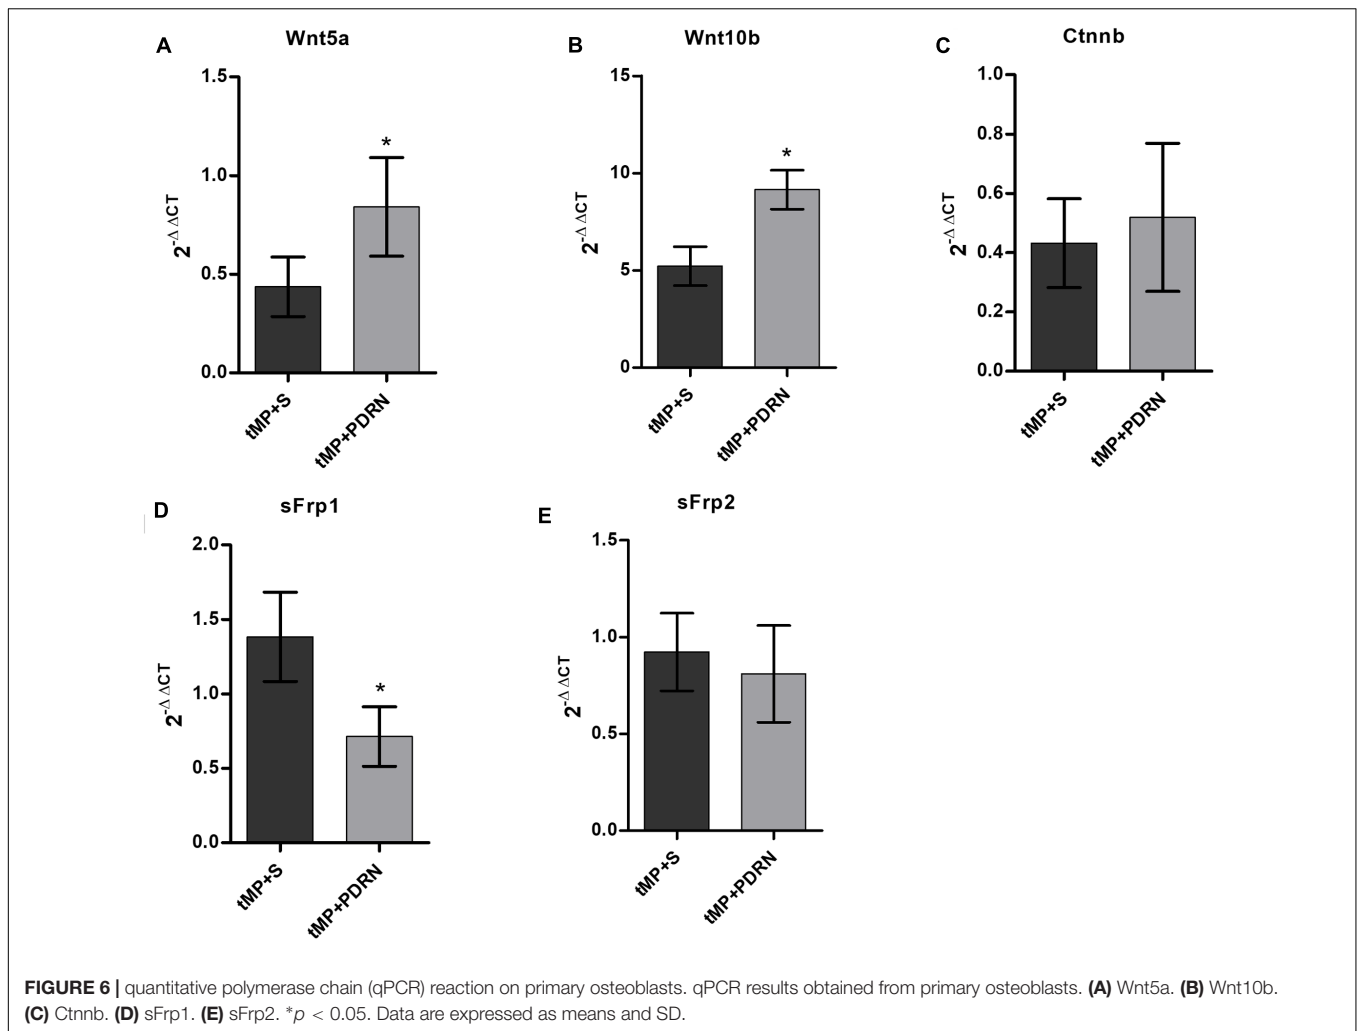 A
Wnt5a
1.5
1.0
0.5
0.0
2^-Δ ΔCT
*
tMP+S
tMP+PDRN
B
Wnt10b
15
10
5
0
2^-Δ ΔCT
*
tMP+S
tMP+PDRN
C
Ctnnb
1.0
0.8
0.6
0.4
0.2
0.0
2^-Δ ΔCT
tMP+S
tMP+PDRN
D
sFrp1
2.0
1.5
1.0
0.5
0.0
2^-Δ ΔCT
*
tMP+S
tMP+PDRN
E
sFrp2
1.5
1.0
0.5
0.0
2^-Δ ΔCT
tMP+S
tMP+PDRN
FIGURE 6 | quantitative polymerase chain (qPCR) reaction on primary osteoblasts. qPCR results obtained from primary osteoblasts. (A) Wnt5a. (B) Wnt10b.
(C) Ctnnb. (D) sFrp1. (E) sFrp2. *p < 0.05. Data are expressed as means and SD.